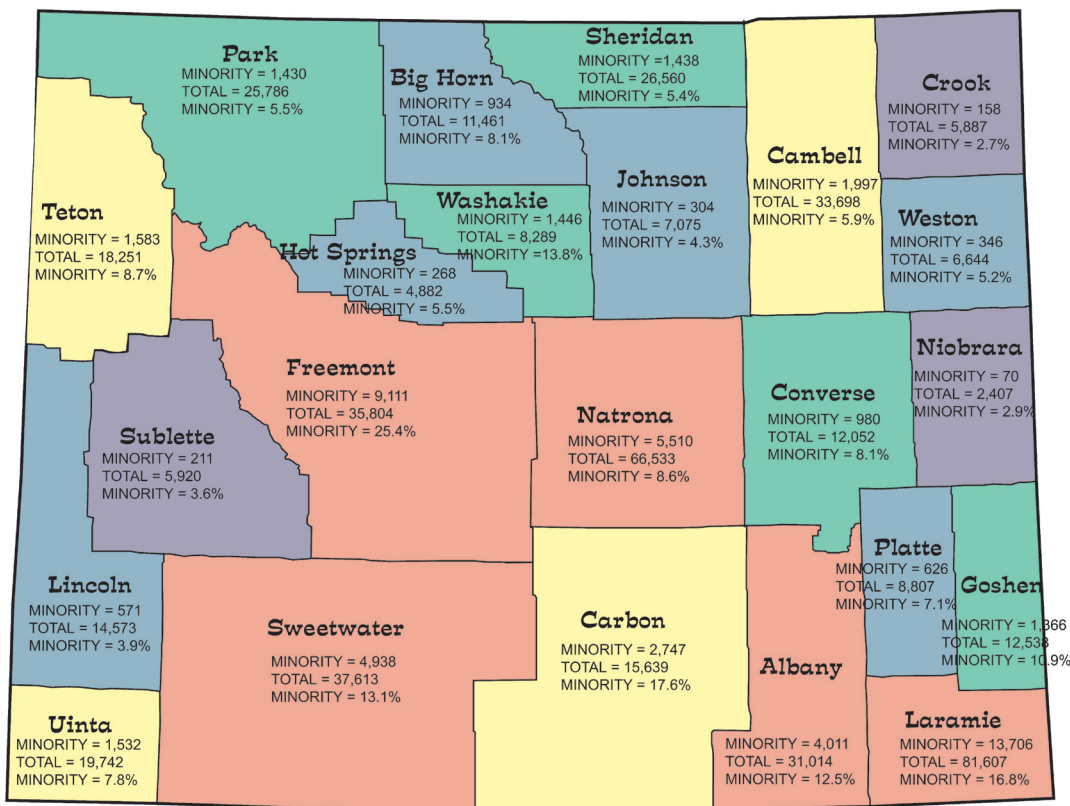 Park
MINORITY = 1,430
TOTAL = 25,786
MINORITY = 5.5%
Big Horn
MINORITY = 934
TOTAL = 11,461
MINORITY = 8.1%
Sheridan
MINORITY =1,438
TOTAL = 26,560
MINORITY = 5.4%
Cambell
MINORITY = 1,997
TOTAL = 33,698
MINORITY = 5.9%
Crook
MINORITY = 158
TOTAL = 5,887
MINORITY = 2.7%
Teton
MINORITY = 1,583
TOTAL = 18,251
MINORITY = 8.7%
Hot Springs
MINORITY = 268
TOTAL = 4,882
MINORITY = 5.5%
Washakie
MINORITY = 1,446
TOTAL = 8,289
MINORITY =13.8%
Johnson
MINORITY = 304
TOTAL = 7,075
MINORITY = 4.3%
Weston
MINORITY = 346
TOTAL = 6,644
MINORITY = 5.2%
Sublette
MINORITY = 211
TOTAL = 5,920
MINORITY = 3.6%
Freemont
MINORITY = 9,111
TOTAL = 35,804
MINORITY = 25.4%
Natrona
MINORITY = 5,510
TOTAL = 66,533
MINORITY = 8.6%
Converse
MINORITY = 980
TOTAL = 12,052
MINORITY = 8.1%
Niobrara
MINORITY = 70
TOTAL = 2,407
MINORITY = 2.9%
Lincoln
MINORITY = 571
TOTAL = 14,573
MINORITY = 3.9%
Sweetwater
MINORITY = 4,938
TOTAL = 37,613
MINORITY = 13.1%
Carbon
MINORITY = 2,747
TOTAL = 15,639
MINORITY = 17.6%
Albany
MINORITY = 4,011
TOTAL = 31,014
MINORITY = 12.5%
Platte
MINORITY = 626
TOTAL = 8,807
MINORITY = 7.1%
Goshen
MINORITY = 1,366
TOTAL = 12,538
MINORITY = 10.9%
Uinta
MINORITY = 1,532
TOTAL = 19,742
MINORITY = 7.8%
Laramie
MINORITY = 13,706
TOTAL = 81,607
MINORITY = 16.8%